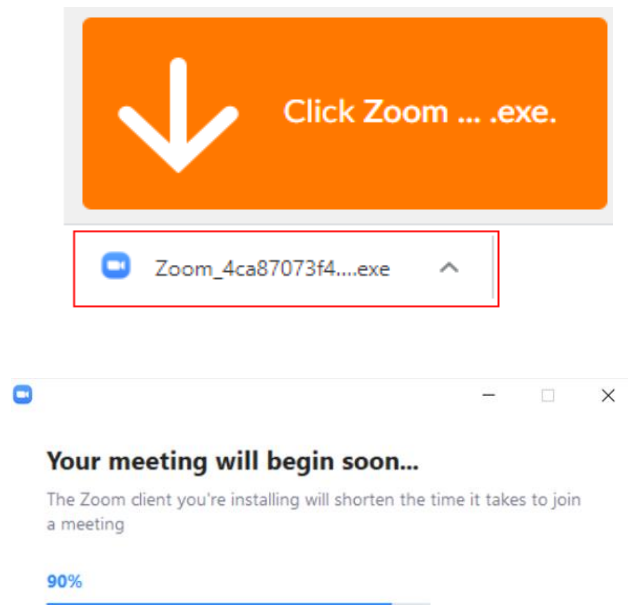 Click Zoom ... .exe.
Zoom_4ca87073f4....exe
Your meeting will begin soon...
The Zoom client you're installing will shorten the time it takes to join
a meeting
90%